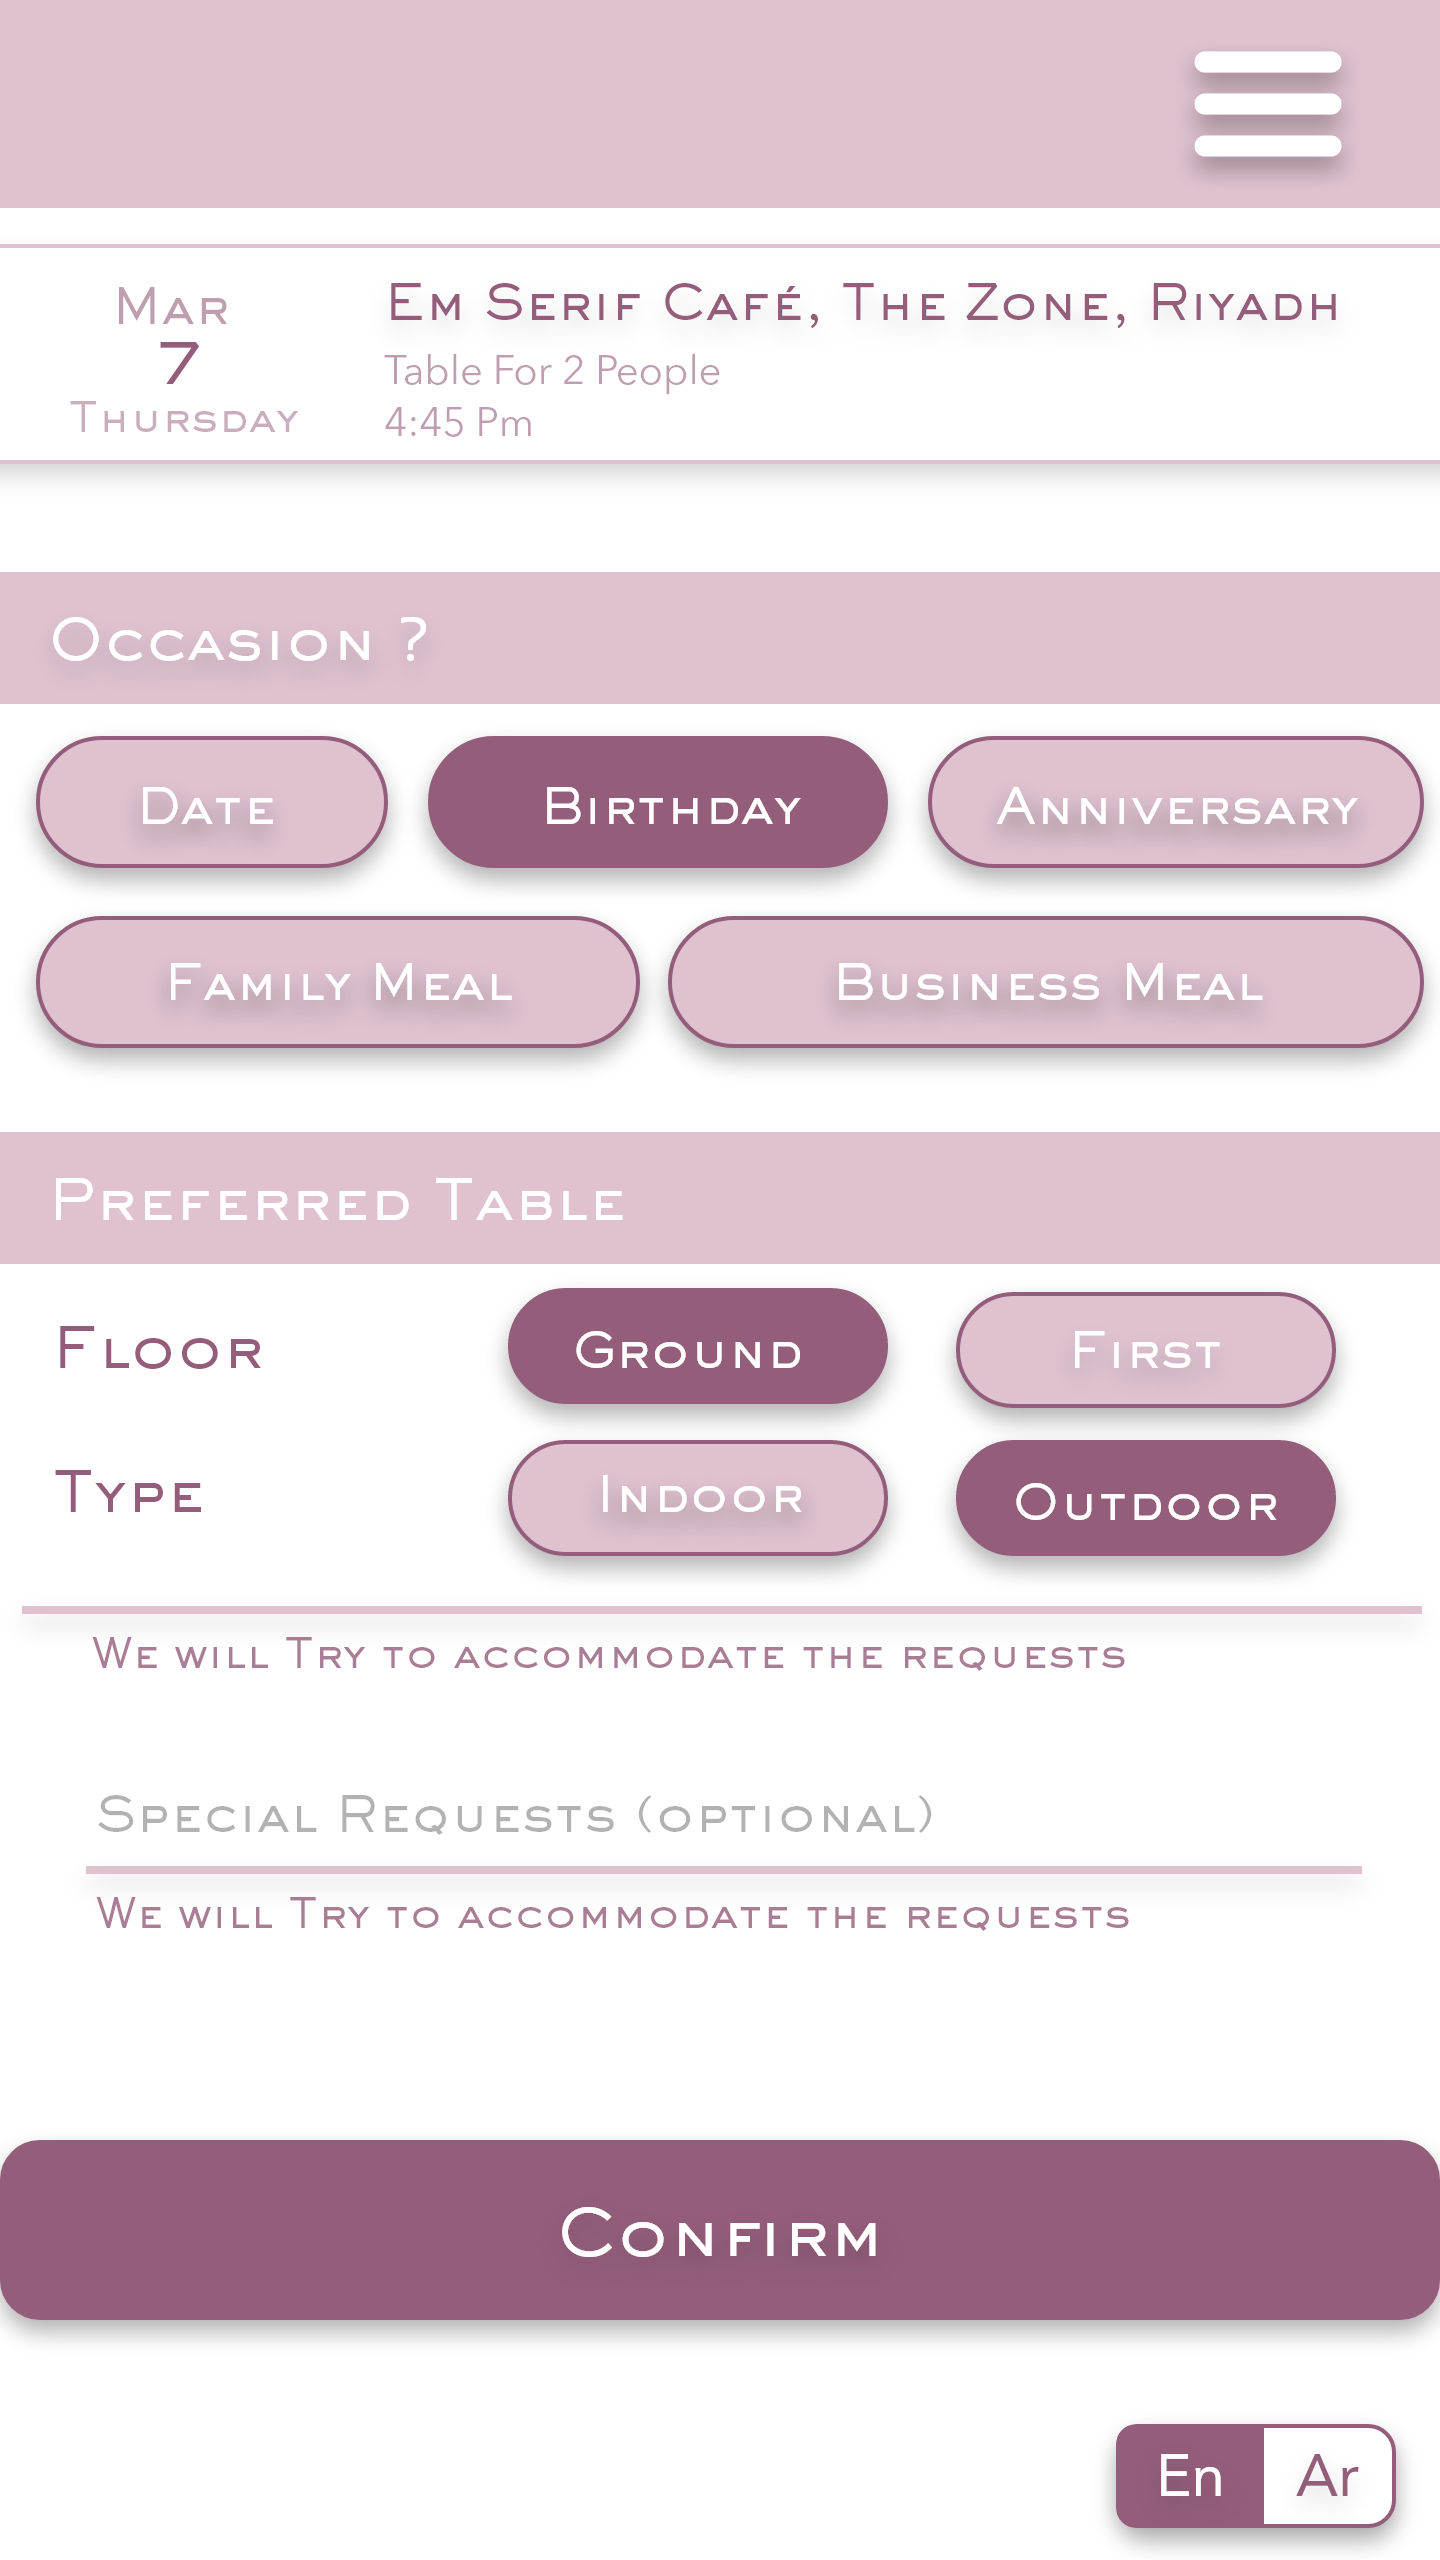 Mar
7
Thursday
Em Serif Café, The Zone, Riyadh
Table For 2 People
4:45 Pm
Occasion ?
Date Birthday Anniversary
Family Meal Business Meal
Preferred Table
Floor Ground First
Type Indoor Outdoor
We will Try to accommodate the requests
Special Requests (optional)
We will Try to accommodate the requests
Confirm
En Ar